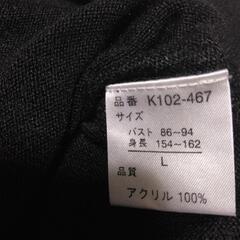 品番 K102-467
サイズ
バスト 86~94
身長 154~162
L
品質
アクリル 100%